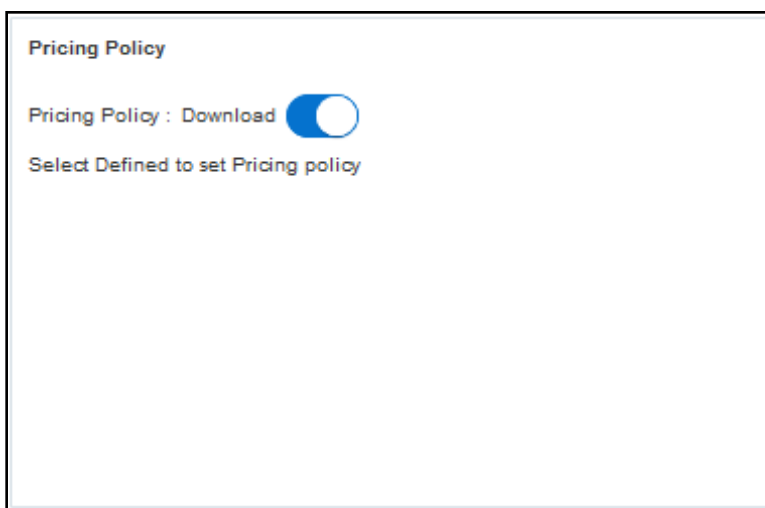 Pricing Policy
Pricing Policy : Download
Select Defined to set Pricing policy